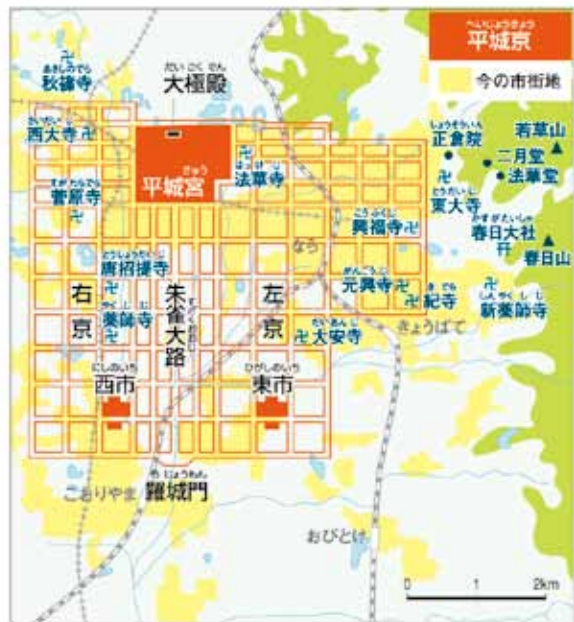 へいじょうきょう
平城京
今の市街地
あきしのでら
秋篠寺
だいごくでん
大極殿
さいだいじ
西大寺
きゅう
平城宮
ほっけじ
法華寺
しょうそういん
正倉院
若草山
二月堂
法華堂
とうだいじ
東大寺
すがわらでら
菅原寺
こうふくじ
興福寺
かすがたいしゃ
春日大社
春日山
なら
とうしょうだいじ
唐招提寺
がんごうじ
元興寺
きでら
紀寺
しんやくしじ
新薬師寺
右京
すざくおおじ
朱雀大路
左京
やくしじ
薬師寺
だいあんじ
大安寺
きょうばて
にしのいち
西市
ひがしのいち
東市
こおりやま
らじょうもん
羅城門
おびとけ
0 1 2km